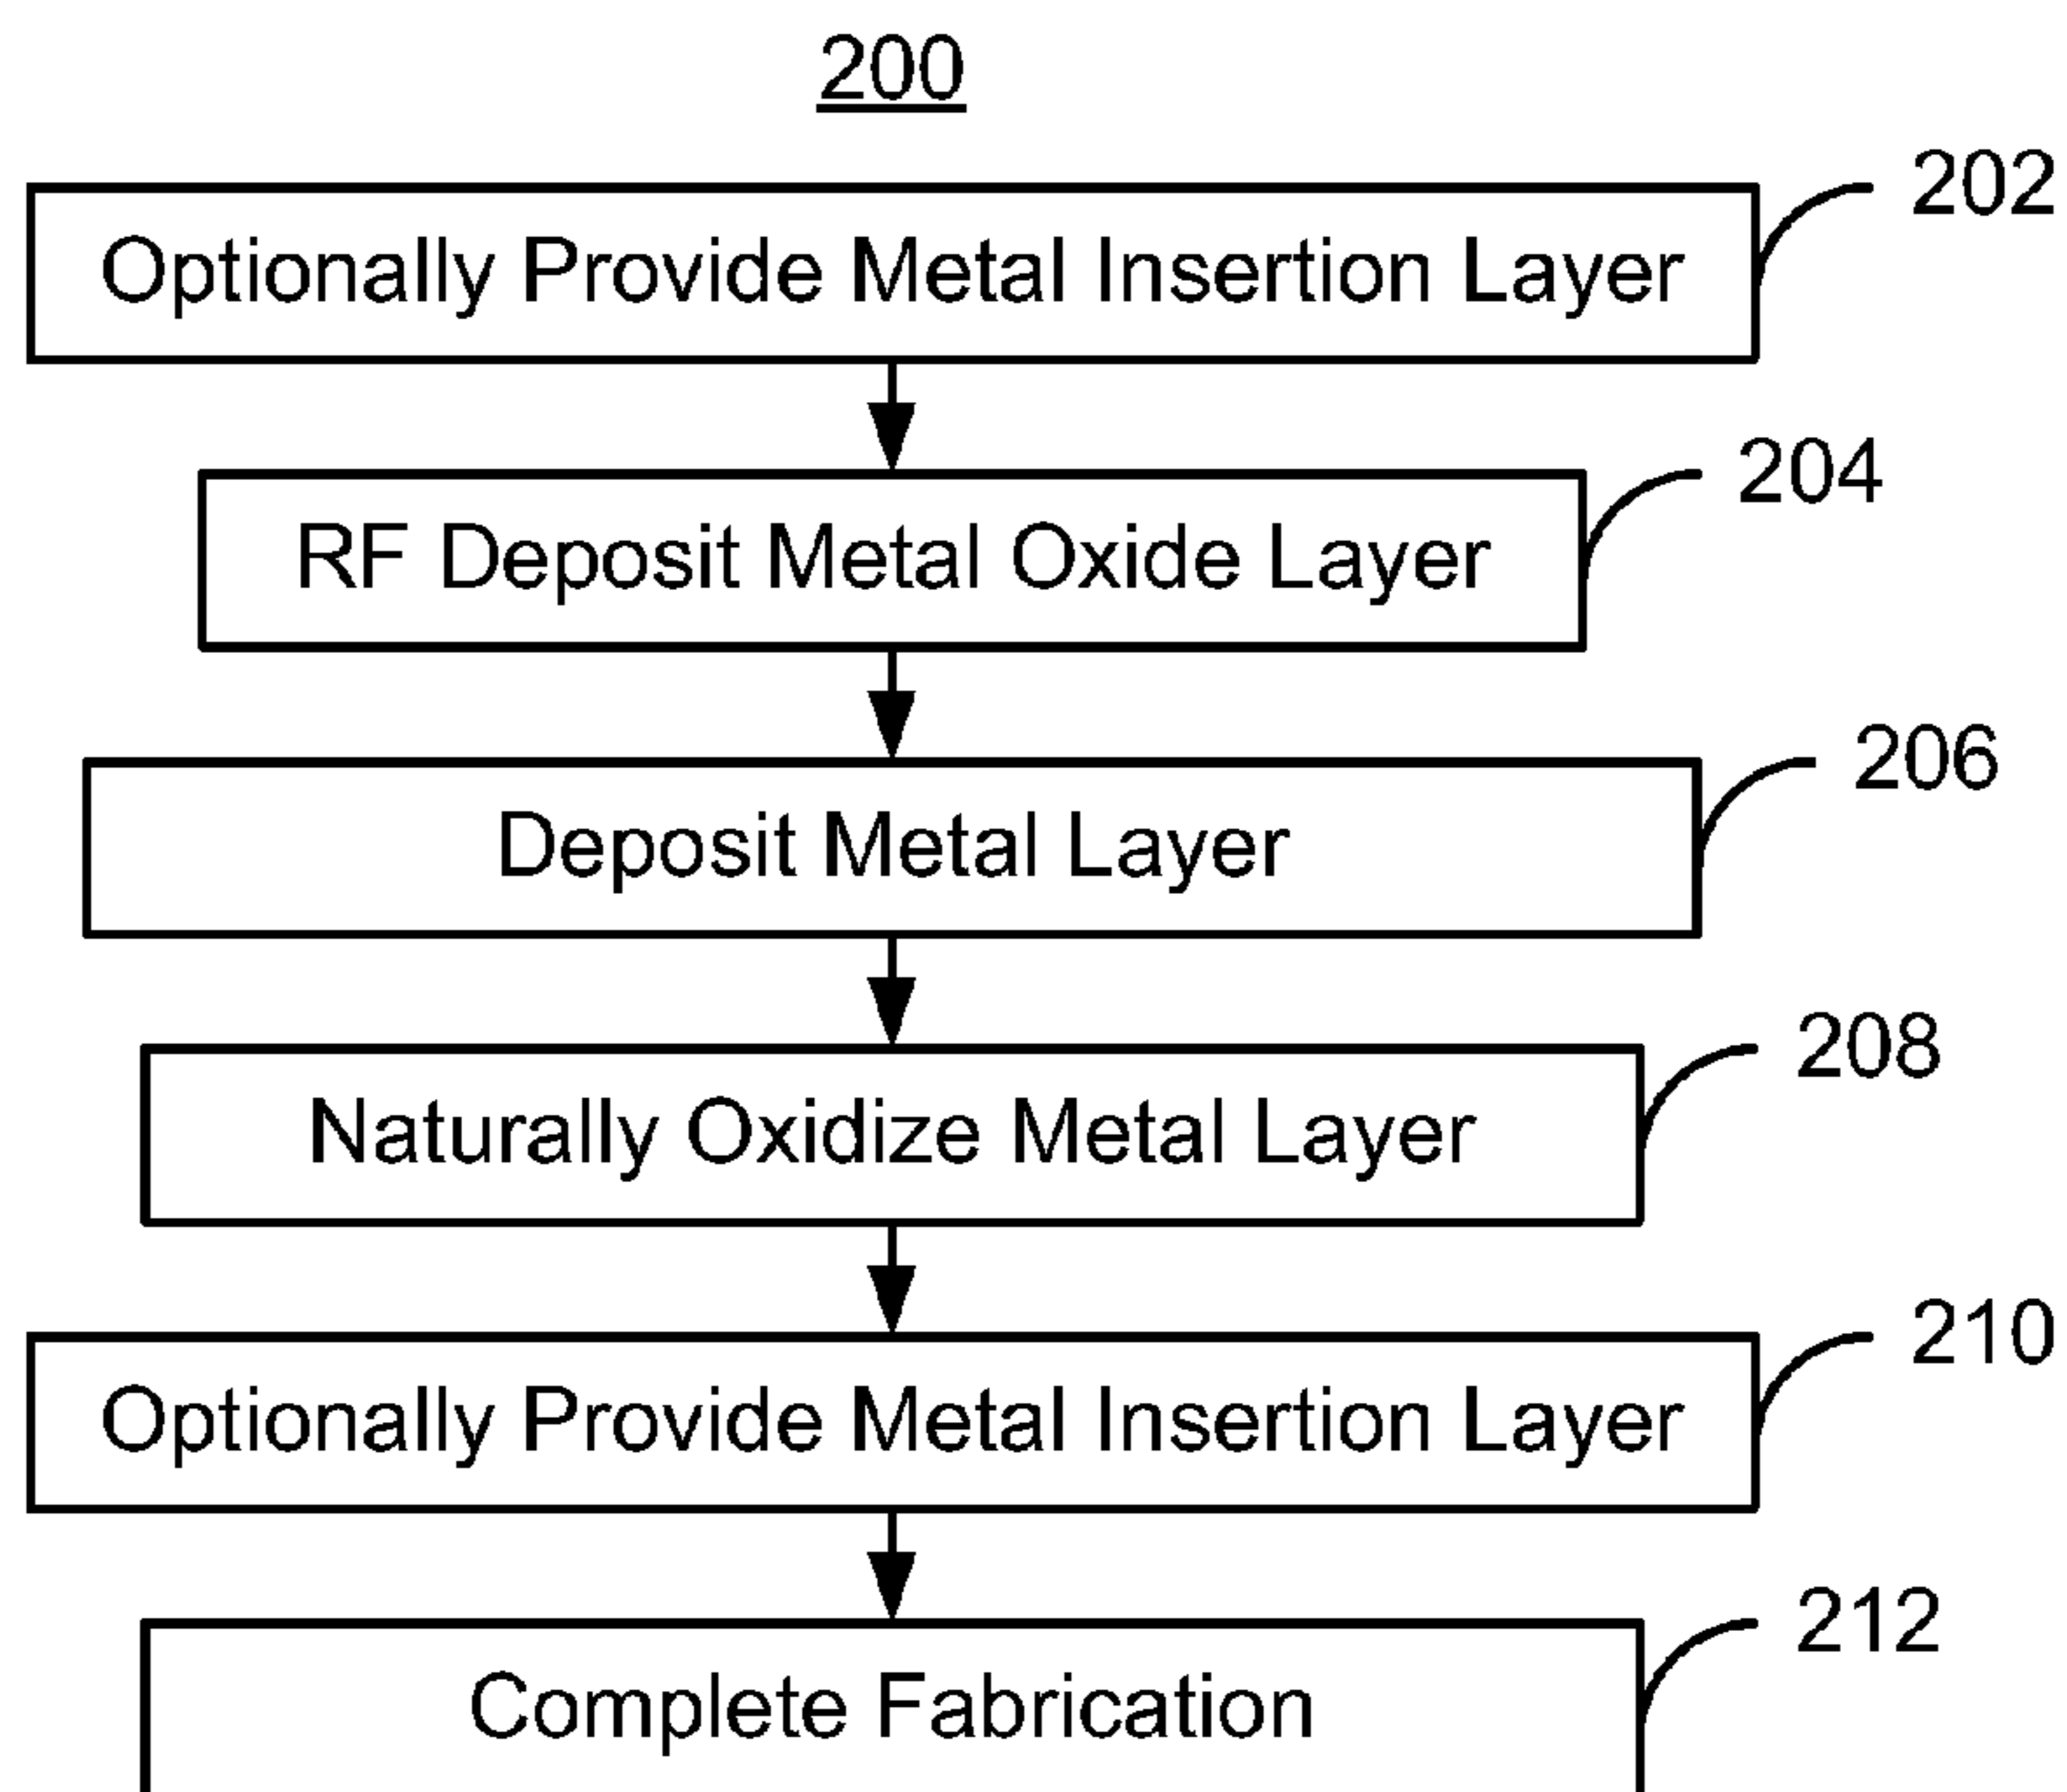 200
202
Optionally Provide Metal Insertion Layer
204
RF Deposit Metal Oxide Layer
206
Deposit Metal Layer
208
Naturally Oxidize Metal Layer
210
Optionally Provide Metal Insertion Layer
212
Complete Fabrication